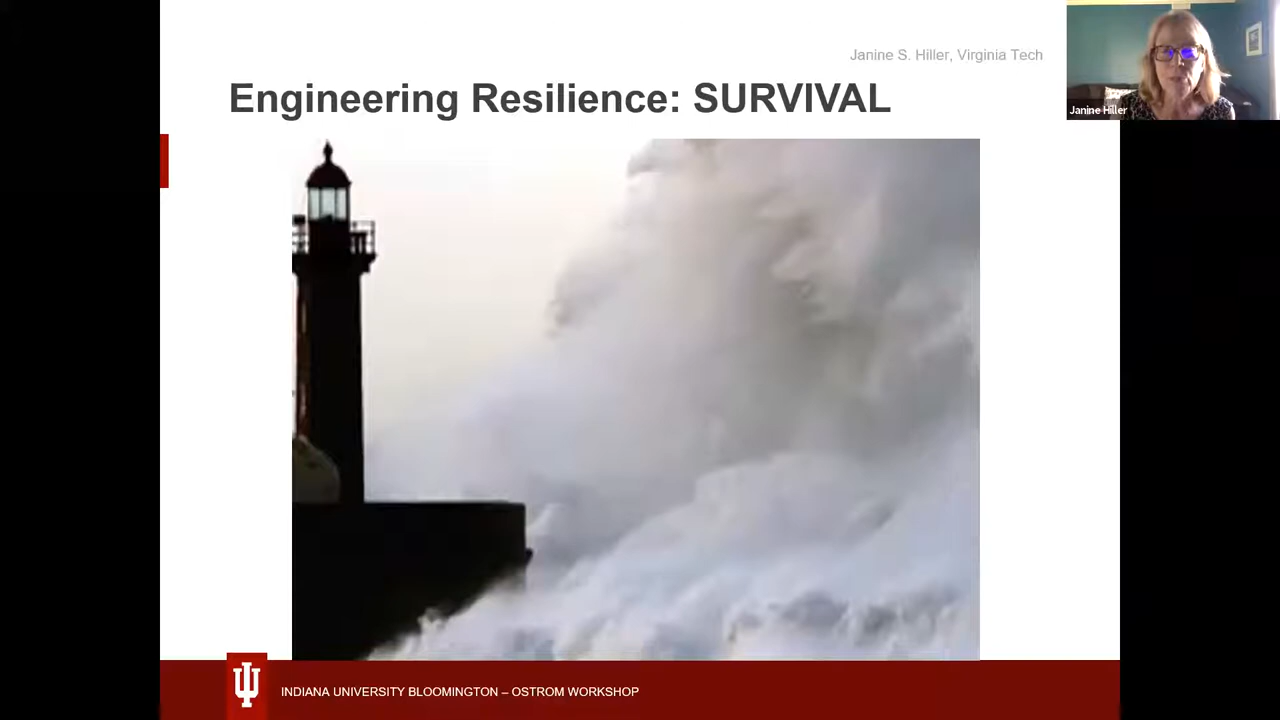 Janine S. Hiller, Virginia Tech
Engineering Resilience: SURVIVAL
Janine Hiller
INDIANA UNIVERSITY BLOOMINGTON – OSTROM WORKSHOP